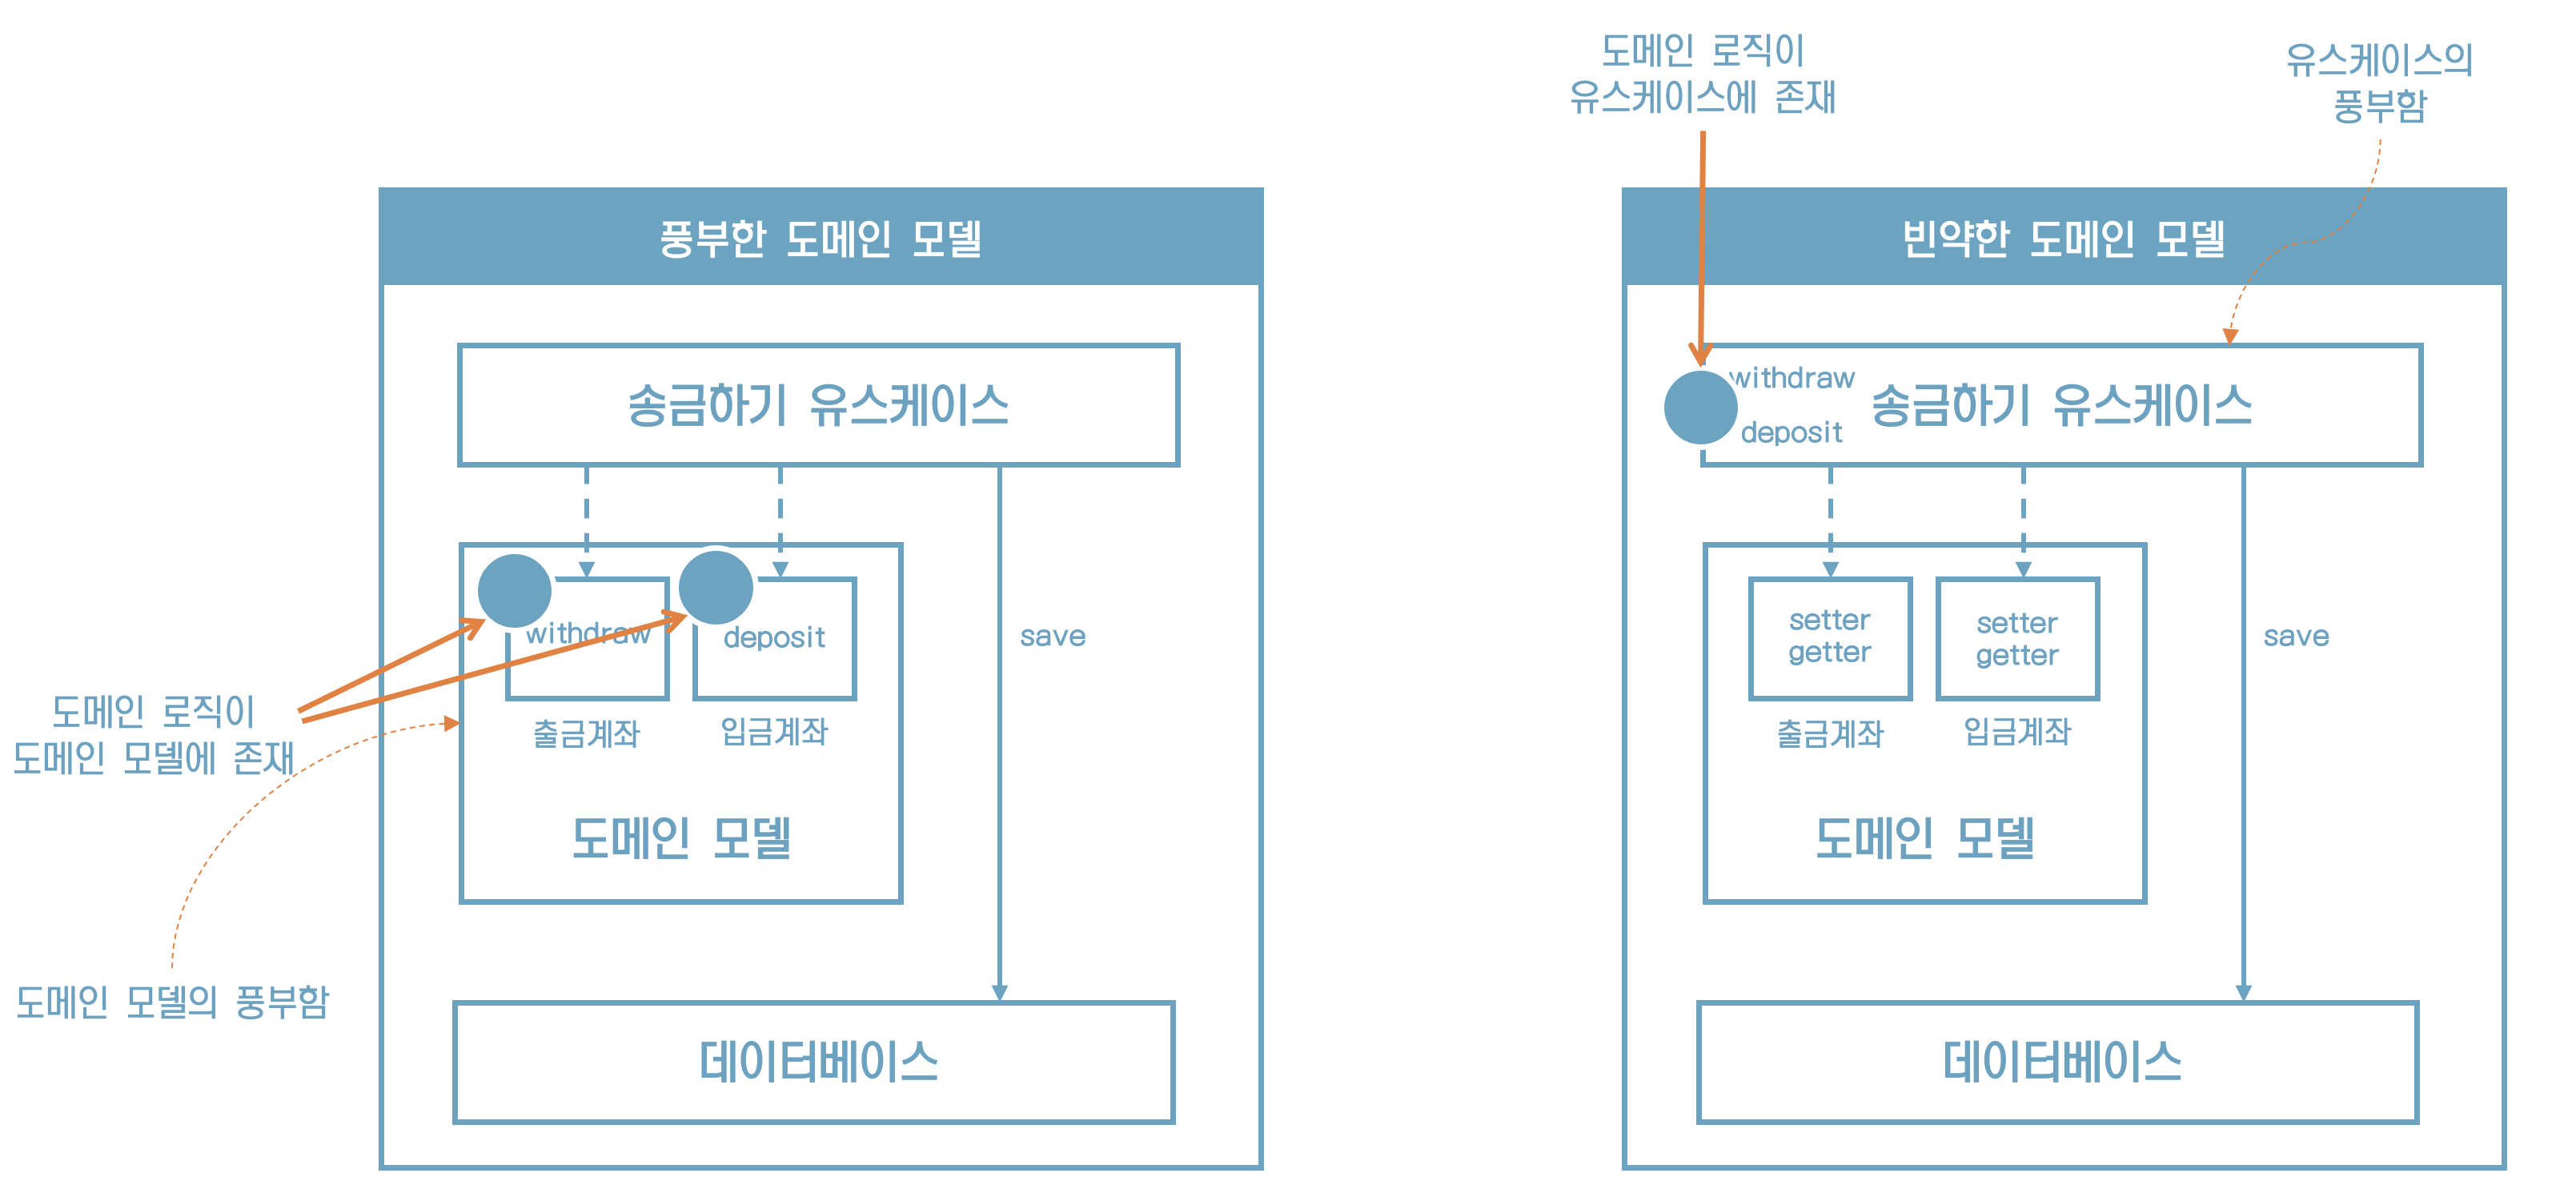 도메인 로직이
유스케이스에 존재
유스케이스의
풍부함
풍부한 도메인 모델
송금하기 유스케이스
withdraw
deposit
save
출금계좌
입금계좌
도메인 모델
데이터베이스
도메인 로직이
도메인 모델에 존재
도메인 모델의 풍부함
빈약한 도메인 모델
withdraw
deposit
송금하기 유스케이스
setter
getter
setter
getter
save
출금계좌
입금계좌
도메인 모델
데이터베이스